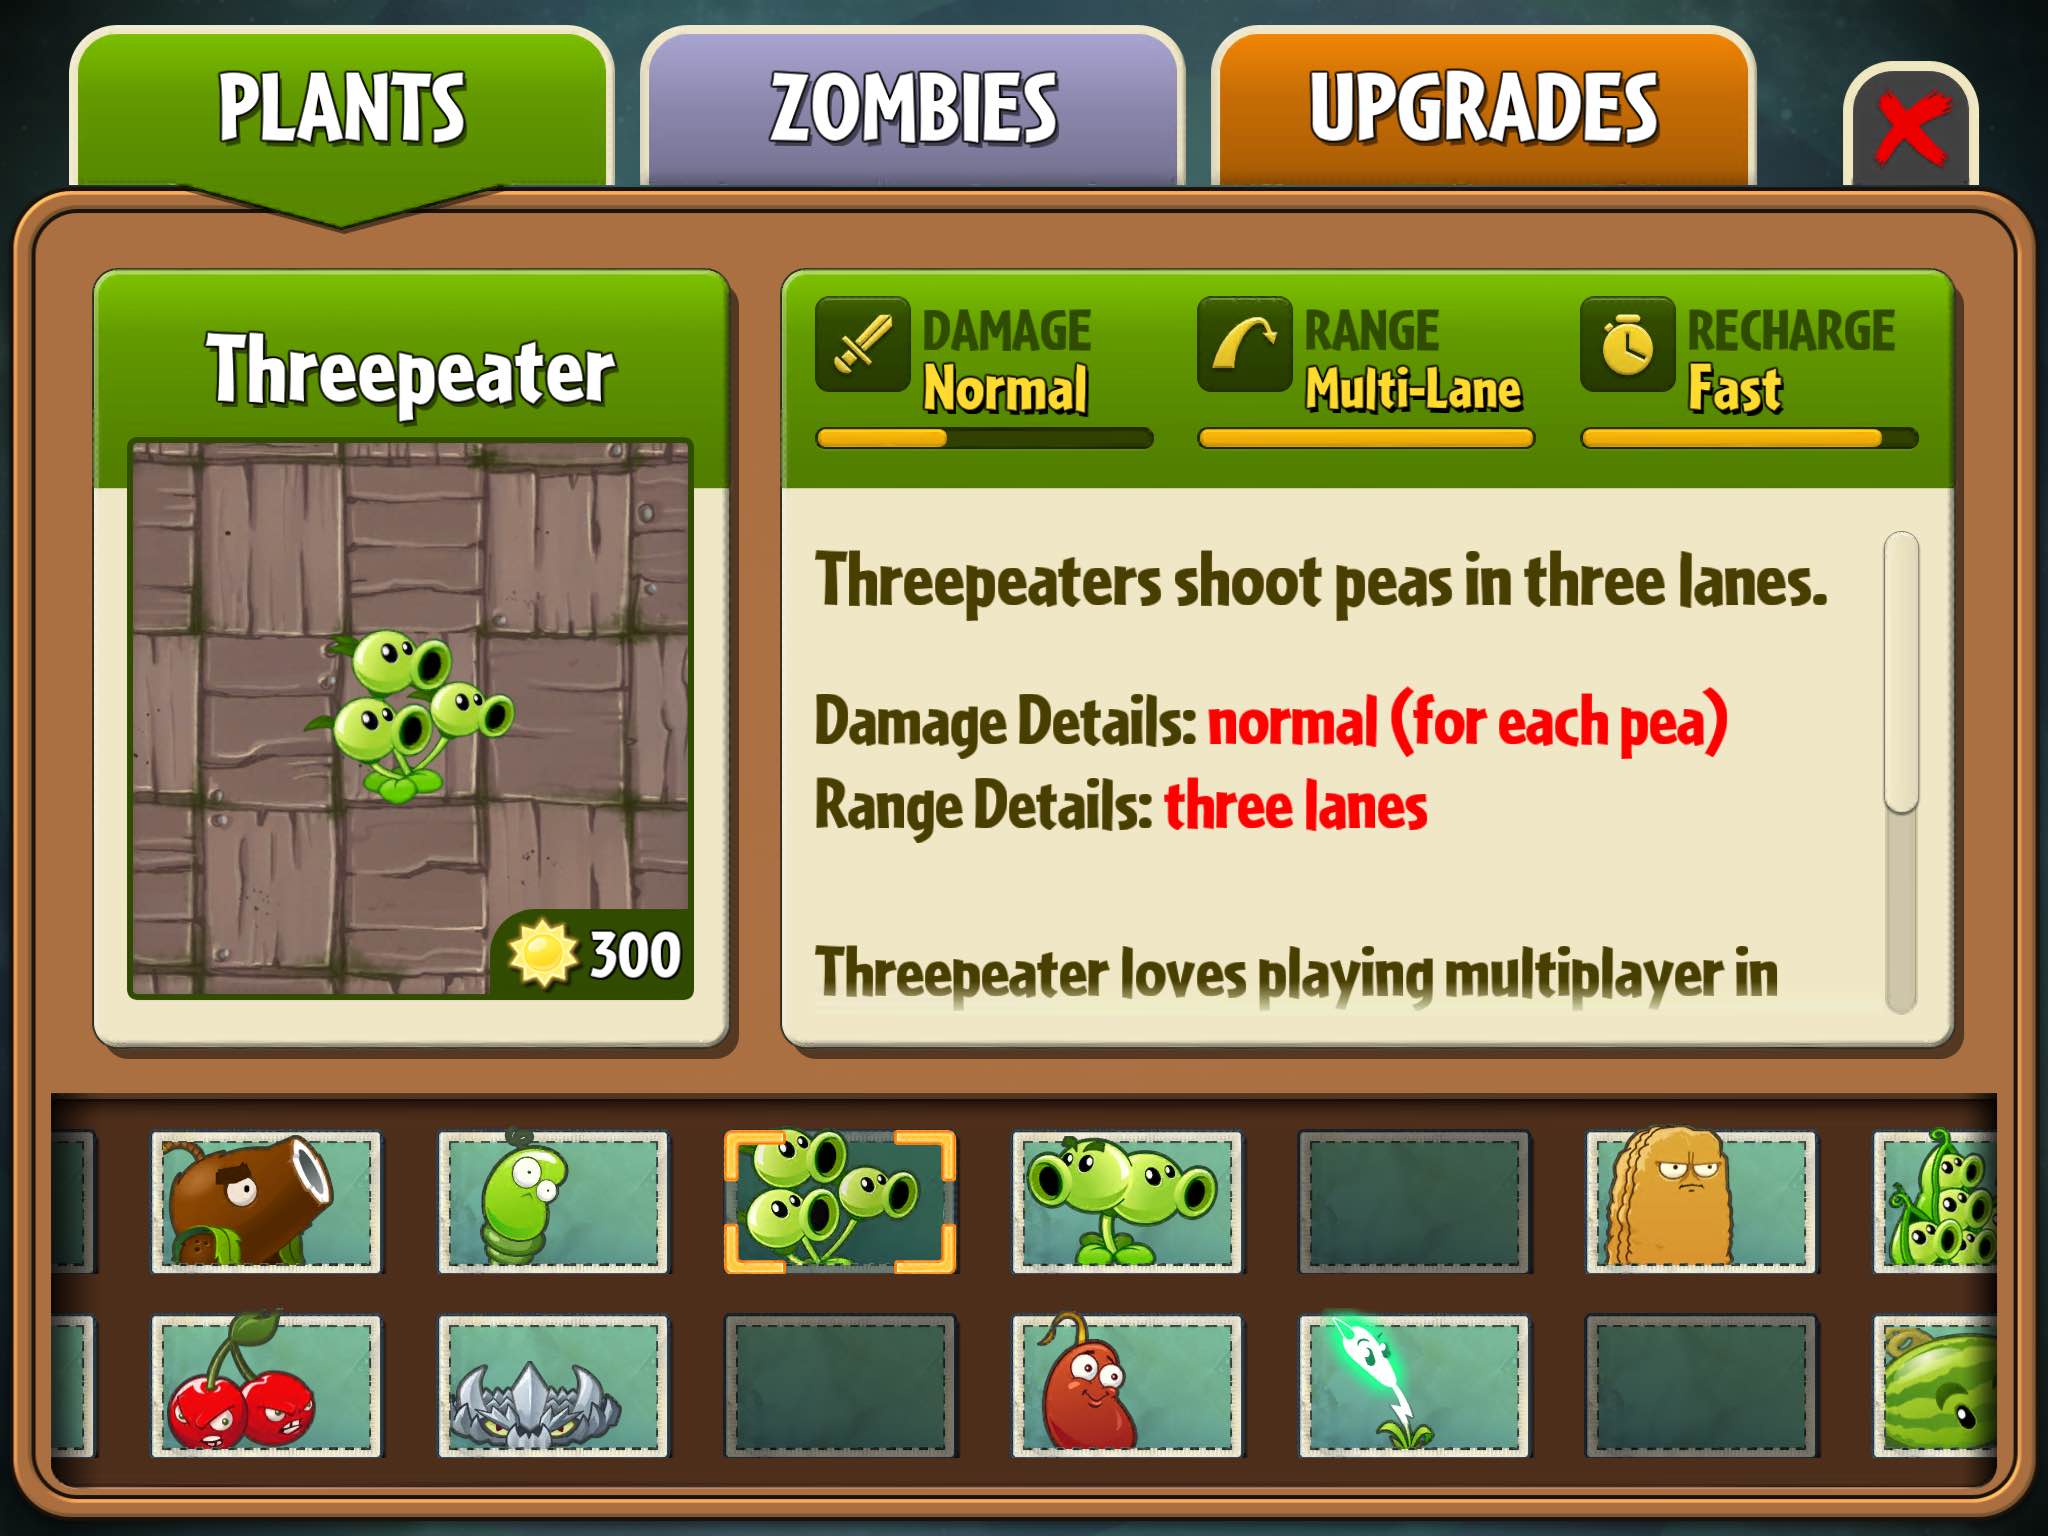 PLANTS
ZOMBIES
UPGRADES
Threepeater
300
DAMAGE
Normal
RANGE
Multi-Lane
RECHARGE
Fast
Threepeaters shoot peas in three lanes.
Damage Details: normal (for each pea)
Range Details: three lanes
Threepeater loves playing multiplayer in